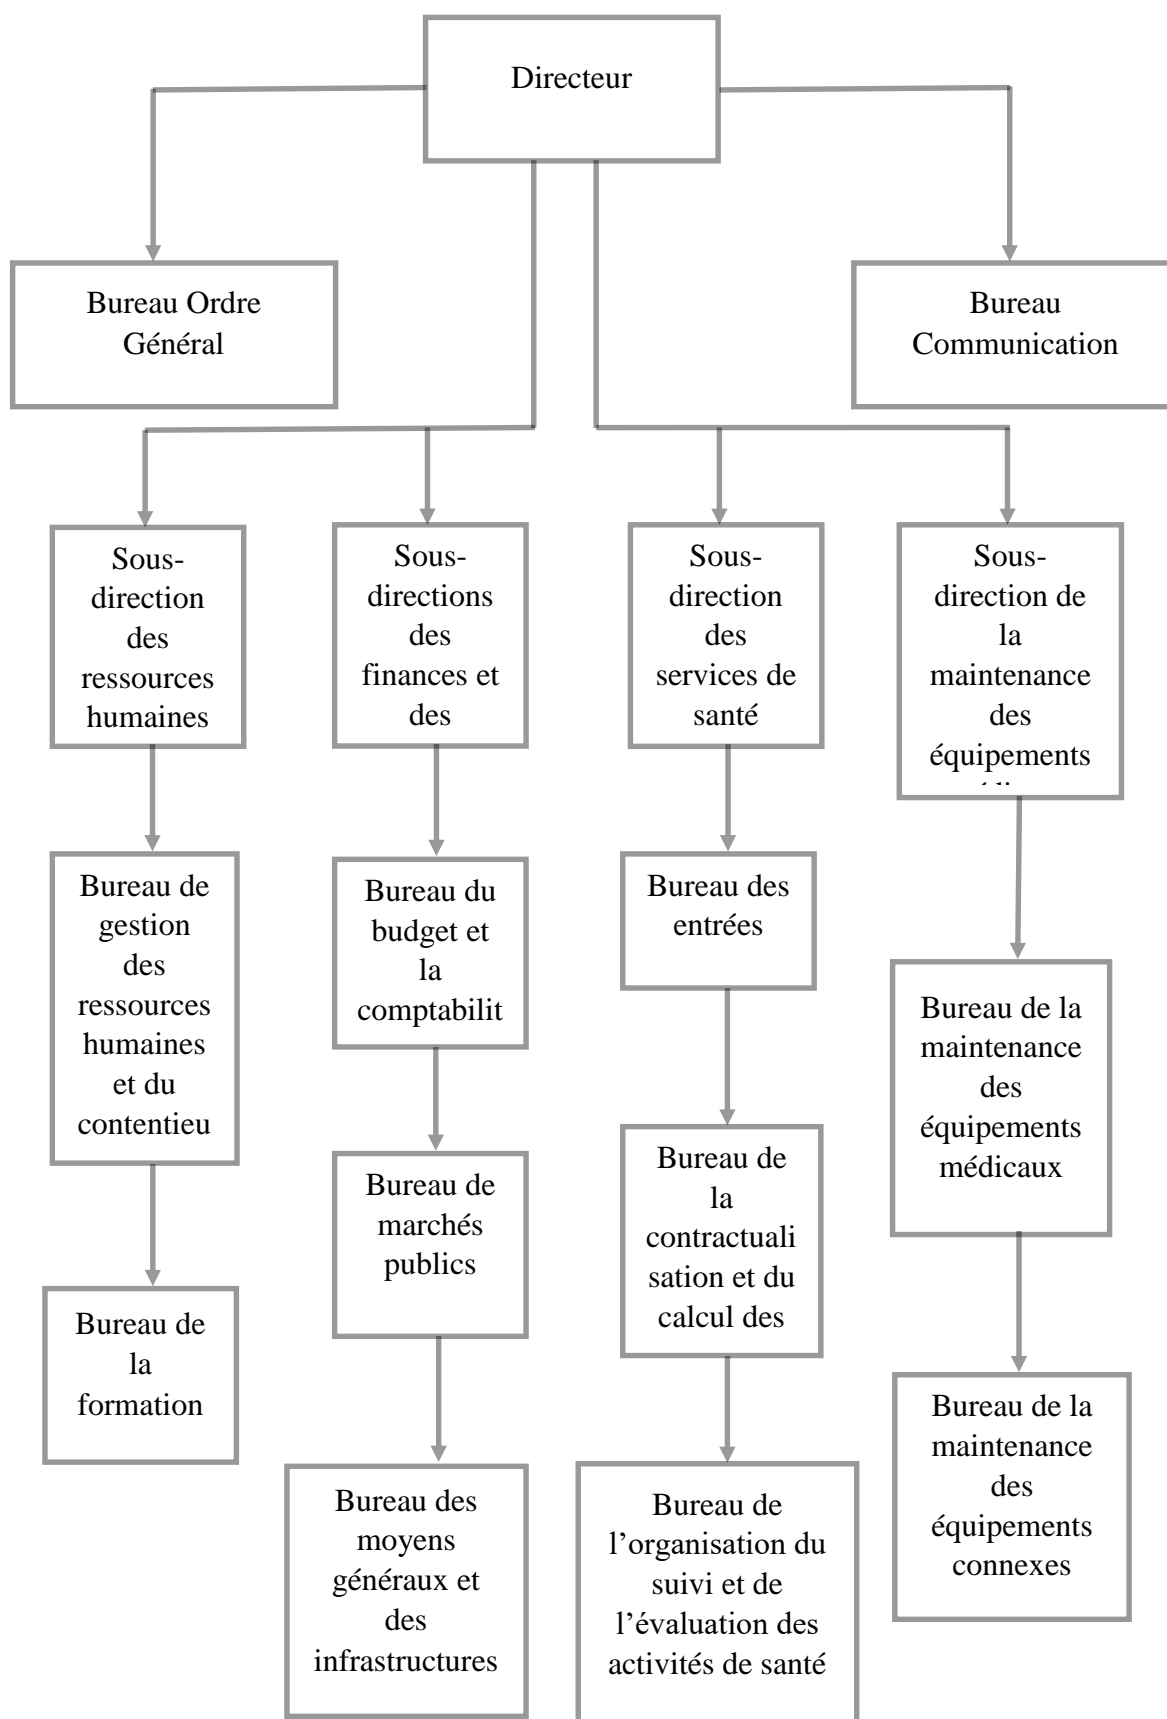 Directeur
Bureau Ordre
Général
Bureau
Communication
Sous-
direction
des
ressources
humaines
Sous-
directions
des
finances et
des
Sous-
direction
des
services de
santé
Sous-
direction de
la
maintenance
des
équipements
Bureau de
gestion
des
ressources
humaines
et du
contentieu
Bureau du
budget et
la
comptabilit
Bureau des
entrées
Bureau de la
maintenance
des
équipements
médicaux
Bureau de
marchés
publics
Bureau de
la
contractuali
sation et du
calcul des
Bureau de
la
formation
Bureau de la
maintenance
des
équipements
connexes
Bureau des
moyens
généraux et
des
infrastructures
Bureau de
l’organisation du
suivi et de
l’évaluation des
activités de santé